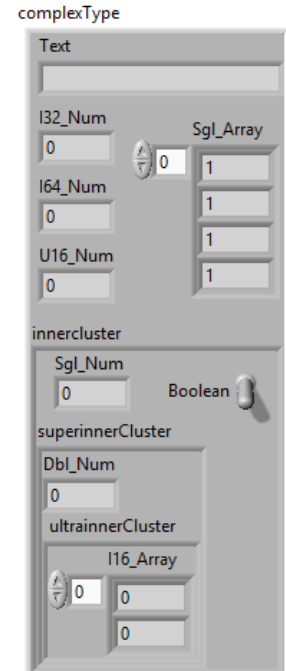 complexType
Text
I32_Num
0
Sgl_Array
0
1
1
1
1
I64_Num
0
U16_Num
0
innercluster
Sgl_Num
0
Boolean
superinnerCluster
Dbl_Num
0
ultrainnerCluster
I16_Array
0
0
0